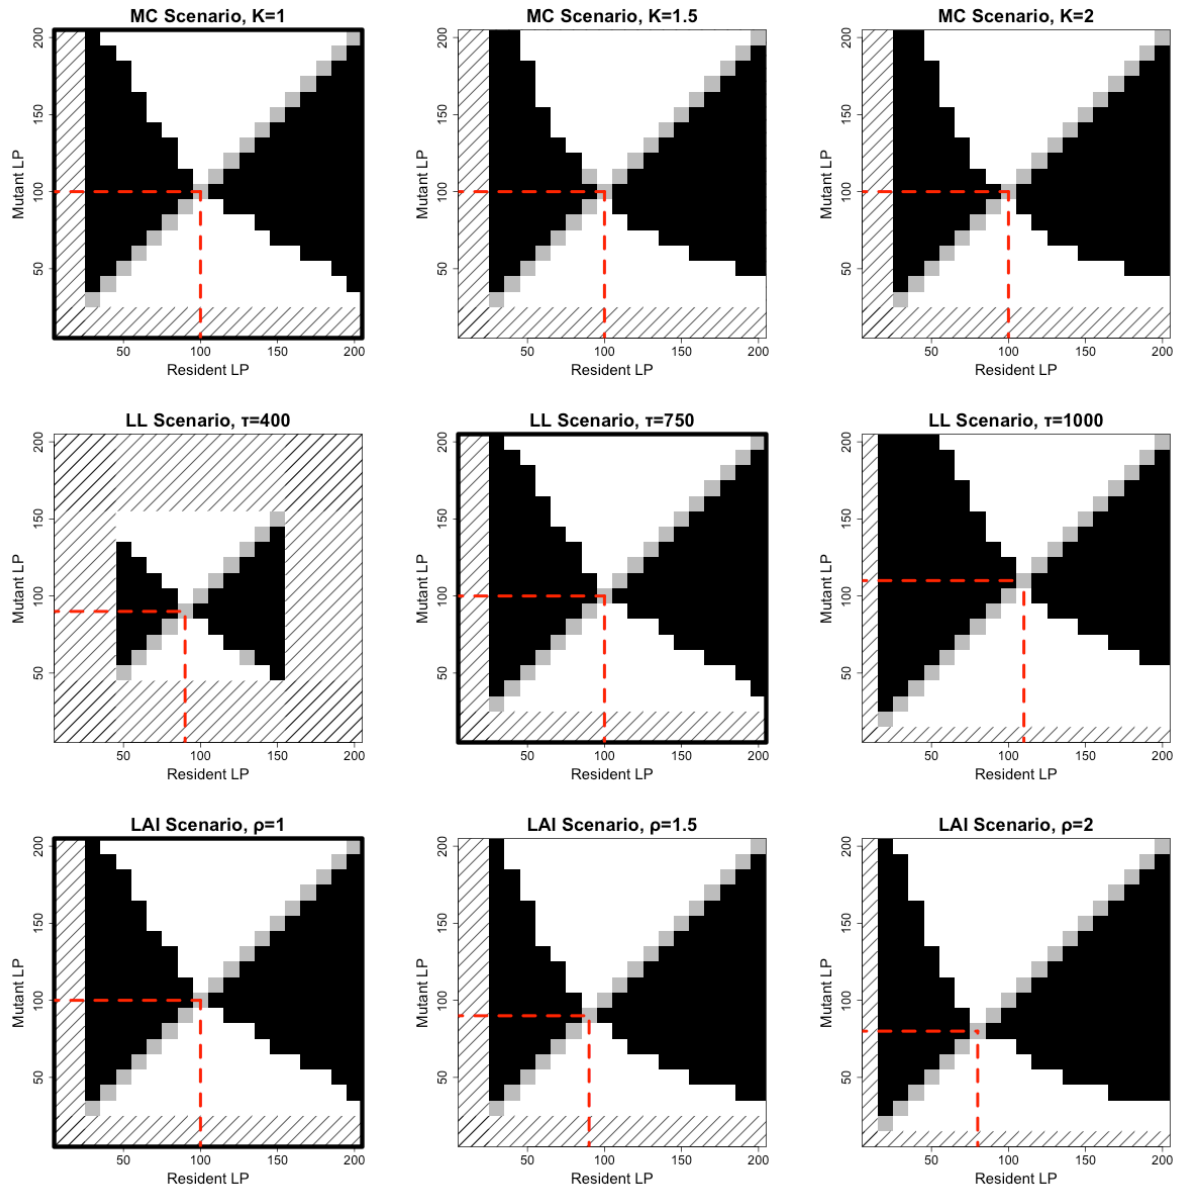 MC Scenario, K=1
200
150
100
50
Mutant LP
50 100 150 200
Resident LP
MC Scenario, K=1.5
200
150
100
50
Mutant LP
50 100 150 200
Resident LP
MC Scenario, K=2
200
150
100
50
Mutant LP
50 100 150 200
Resident LP
LL Scenario, τ=400
200
150
100
50
Mutant LP
50 100 150 200
Resident LP
LL Scenario, τ=750
200
150
100
50
Mutant LP
50 100 150 200
Resident LP
LL Scenario, τ=1000
200
150
100
50
Mutant LP
50 100 150 200
Resident LP
LAI Scenario, ρ=1
200
150
100
50
Mutant LP
50 100 150 200
Resident LP
LAI Scenario, ρ=1.5
200
150
100
50
Mutant LP
50 100 150 200
Resident LP
LAI Scenario, ρ=2
200
150
100
50
Mutant LP
50 100 150 200
Resident LP